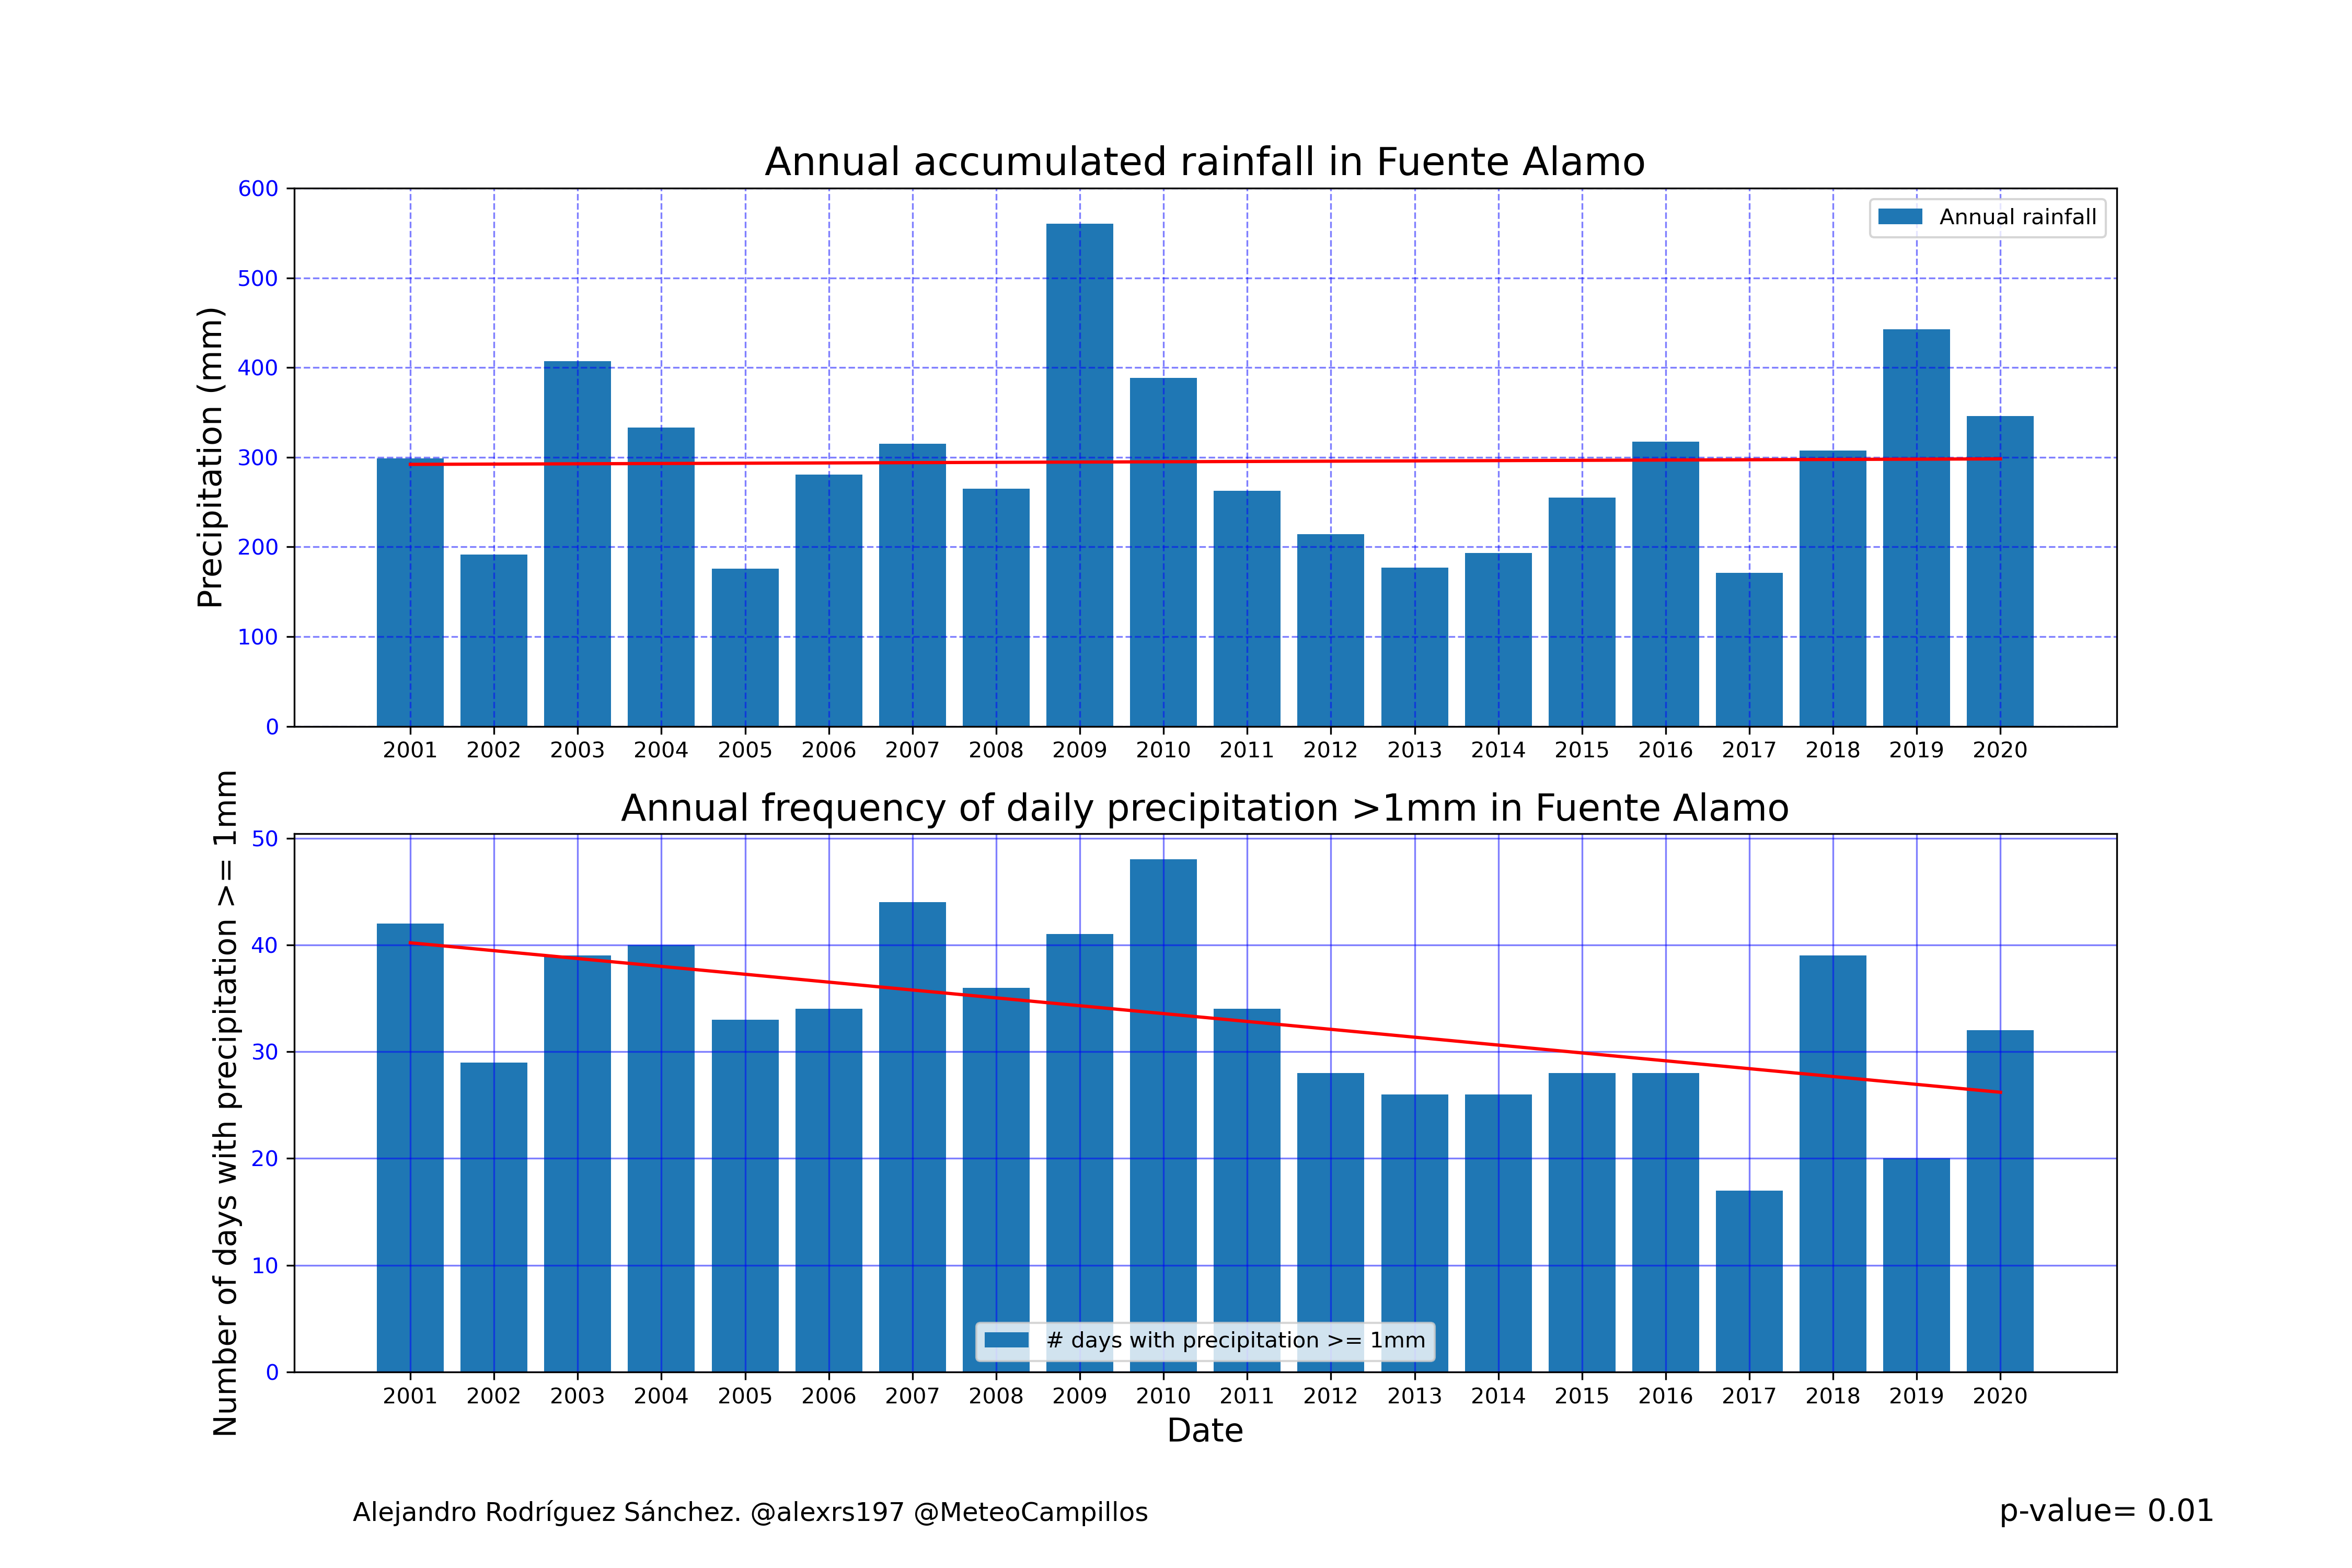 Annual accumulated rainfall in Fuente Alamo
Precipitation (mm)
600
500
400
300
200
100
0
Annual rainfall
2001 2002 2003 2004 2005 2006 2007 2008 2009 2010 2011 2012 2013 2014 2015 2016 2017 2018 2019 2020
Annual frequency of daily precipitation >1mm in Fuente Alamo
Number of days with precipitation >= 1mm
50
40
30
20
10
0
# days with precipitation >= 1mm
2001 2002 2003 2004 2005 2006 2007 2008 2009 2010 2011 2012 2013 2014 2015 2016 2017 2018 2019 2020
Date
Alejandro Rodríguez Sánchez. @alexrs197 @MeteoCampillos
p-value= 0.01